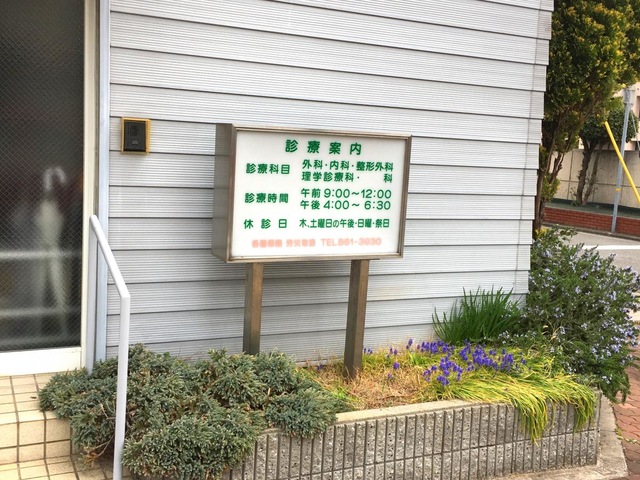 診療案内
診療科目 外科・内科・整形外科
理学診療科・ 科
診療時間 午前 9:00〜12:00
午後 4:00〜6:30
休診日 木、土曜日の午後・日曜・祭日
TEL